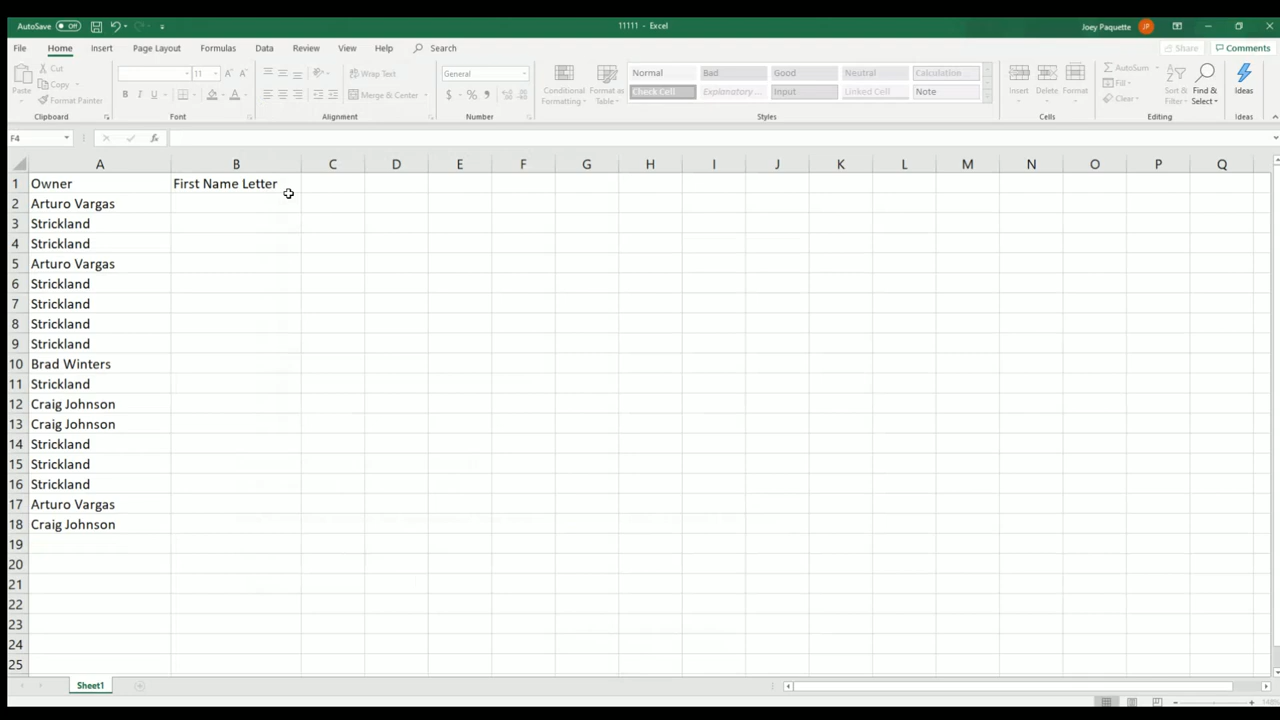 AutoSave Off 11111 - Excel Joey Paquette JP
File Home Insert Page Layout Formulas Data Review View Help Search Share Comments
Paste Cut Copy Format Painter Clipboard
11 B I U A A Font
Wrap Text Merge & Center Alignment
General $ % Number
Conditional Formatting Format as Table
Normal Bad Good Neutral Calculation
Check Cell Explanatory ... Input Linked Cell Note
Styles
Insert Delete Format Cells
AutoSum Fill Clear Sort & Filter Find & Select Editing
Ideas Ideas
F4 fx
A B C D E F G H I J K L M N O P Q
1 Owner First Name Letter
2 Arturo Vargas
3 Strickland
4 Strickland
5 Arturo Vargas
6 Strickland
7 Strickland
8 Strickland
9 Strickland
10 Brad Winters
11 Strickland
12 Craig Johnson
13 Craig Johnson
14 Strickland
15 Strickland
16 Strickland
17 Arturo Vargas
18 Craig Johnson
19
20
21
22
23
24
25
Sheet1